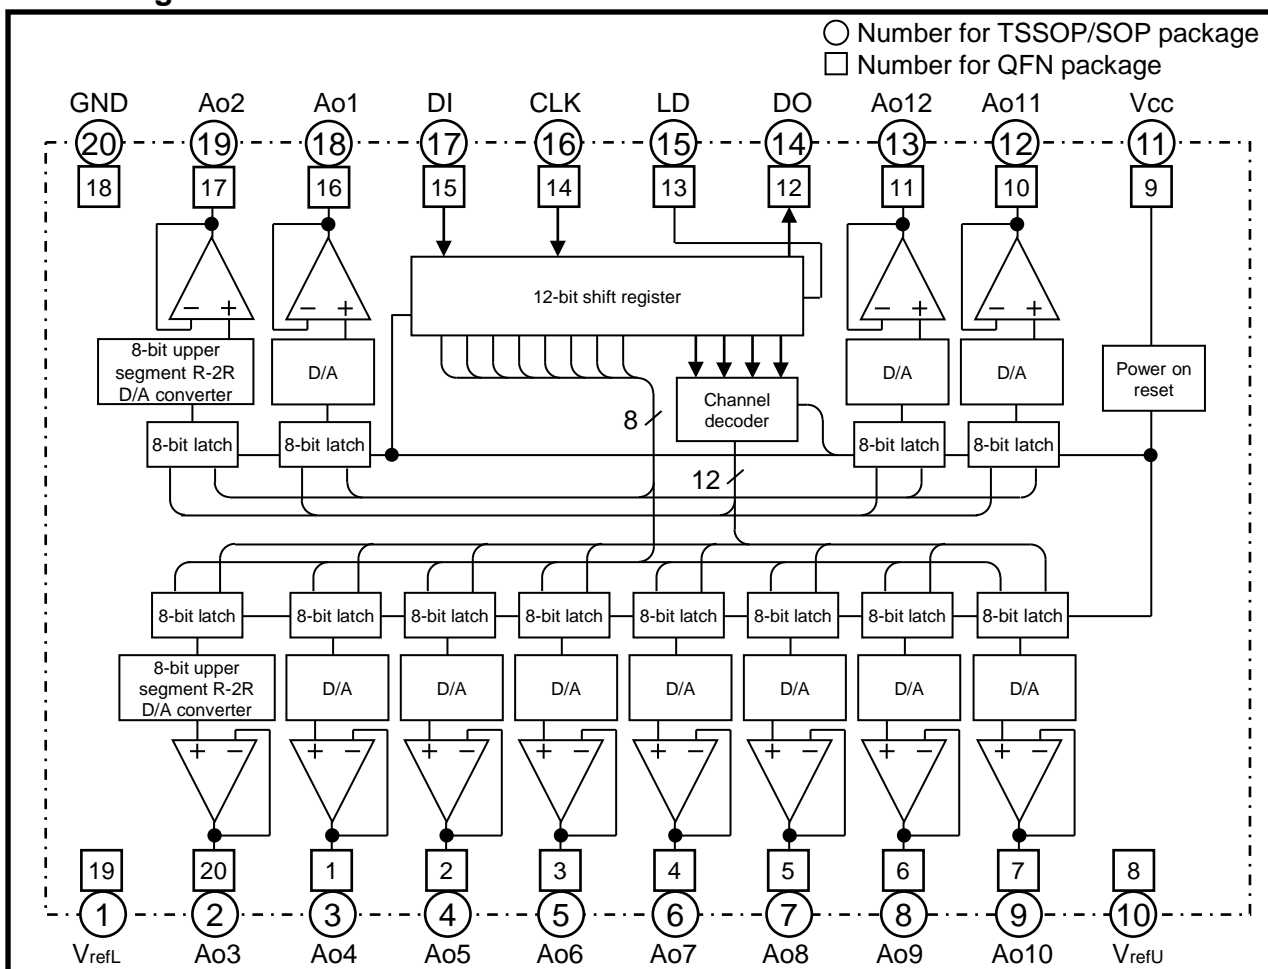 Number for TSSOP/SOP package
Number for QFN package
GND Ao2 Ao1 DI CLK LD DO Ao12 Ao11 Vcc
20 19 18 17 16 15 14 13 12 11
18 17 16 15 14 13 12 11 10 9
− + − + − + − +
12-bit shift register
8-bit upper
segment R-2R
D/A converter
D/A
D/A
D/A
Power on
reset
Channel
decoder
8
8-bit latch 8-bit latch 8-bit latch 8-bit latch
12
8-bit latch 8-bit latch 8-bit latch 8-bit latch 8-bit latch 8-bit latch 8-bit latch 8-bit latch
8-bit upper
segment R-2R
D/A converter
D/A D/A D/A D/A D/A D/A D/A
+ − + − + − + − + − + − + − + −
19 20 1 2 3 4 5 6 7 8
1 2 3 4 5 6 7 8 9 10
VrefL Ao3 Ao4 Ao5 Ao6 Ao7 Ao8 Ao9 Ao10 VrefU